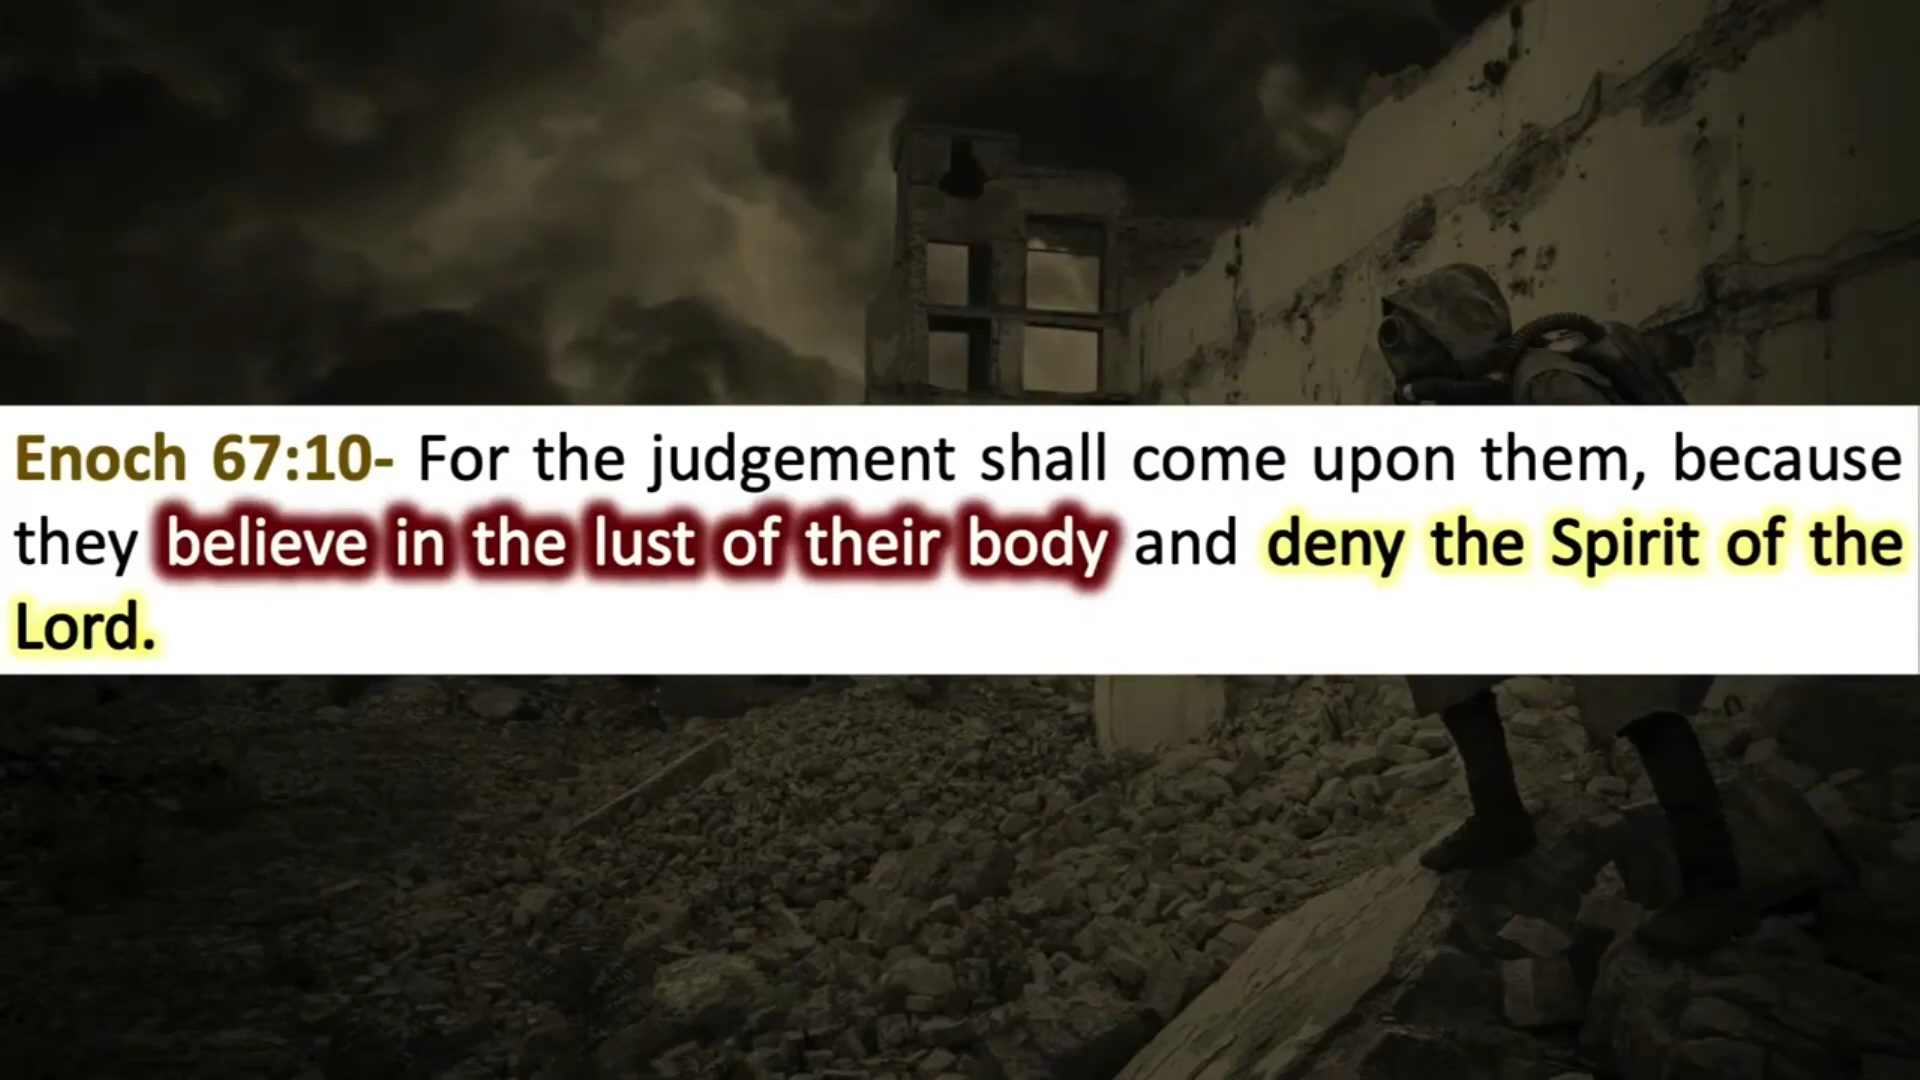 Enoch 67:10- For the judgement shall come upon them, because
they believe in the lust of their body and deny the Spirit of the
Lord.